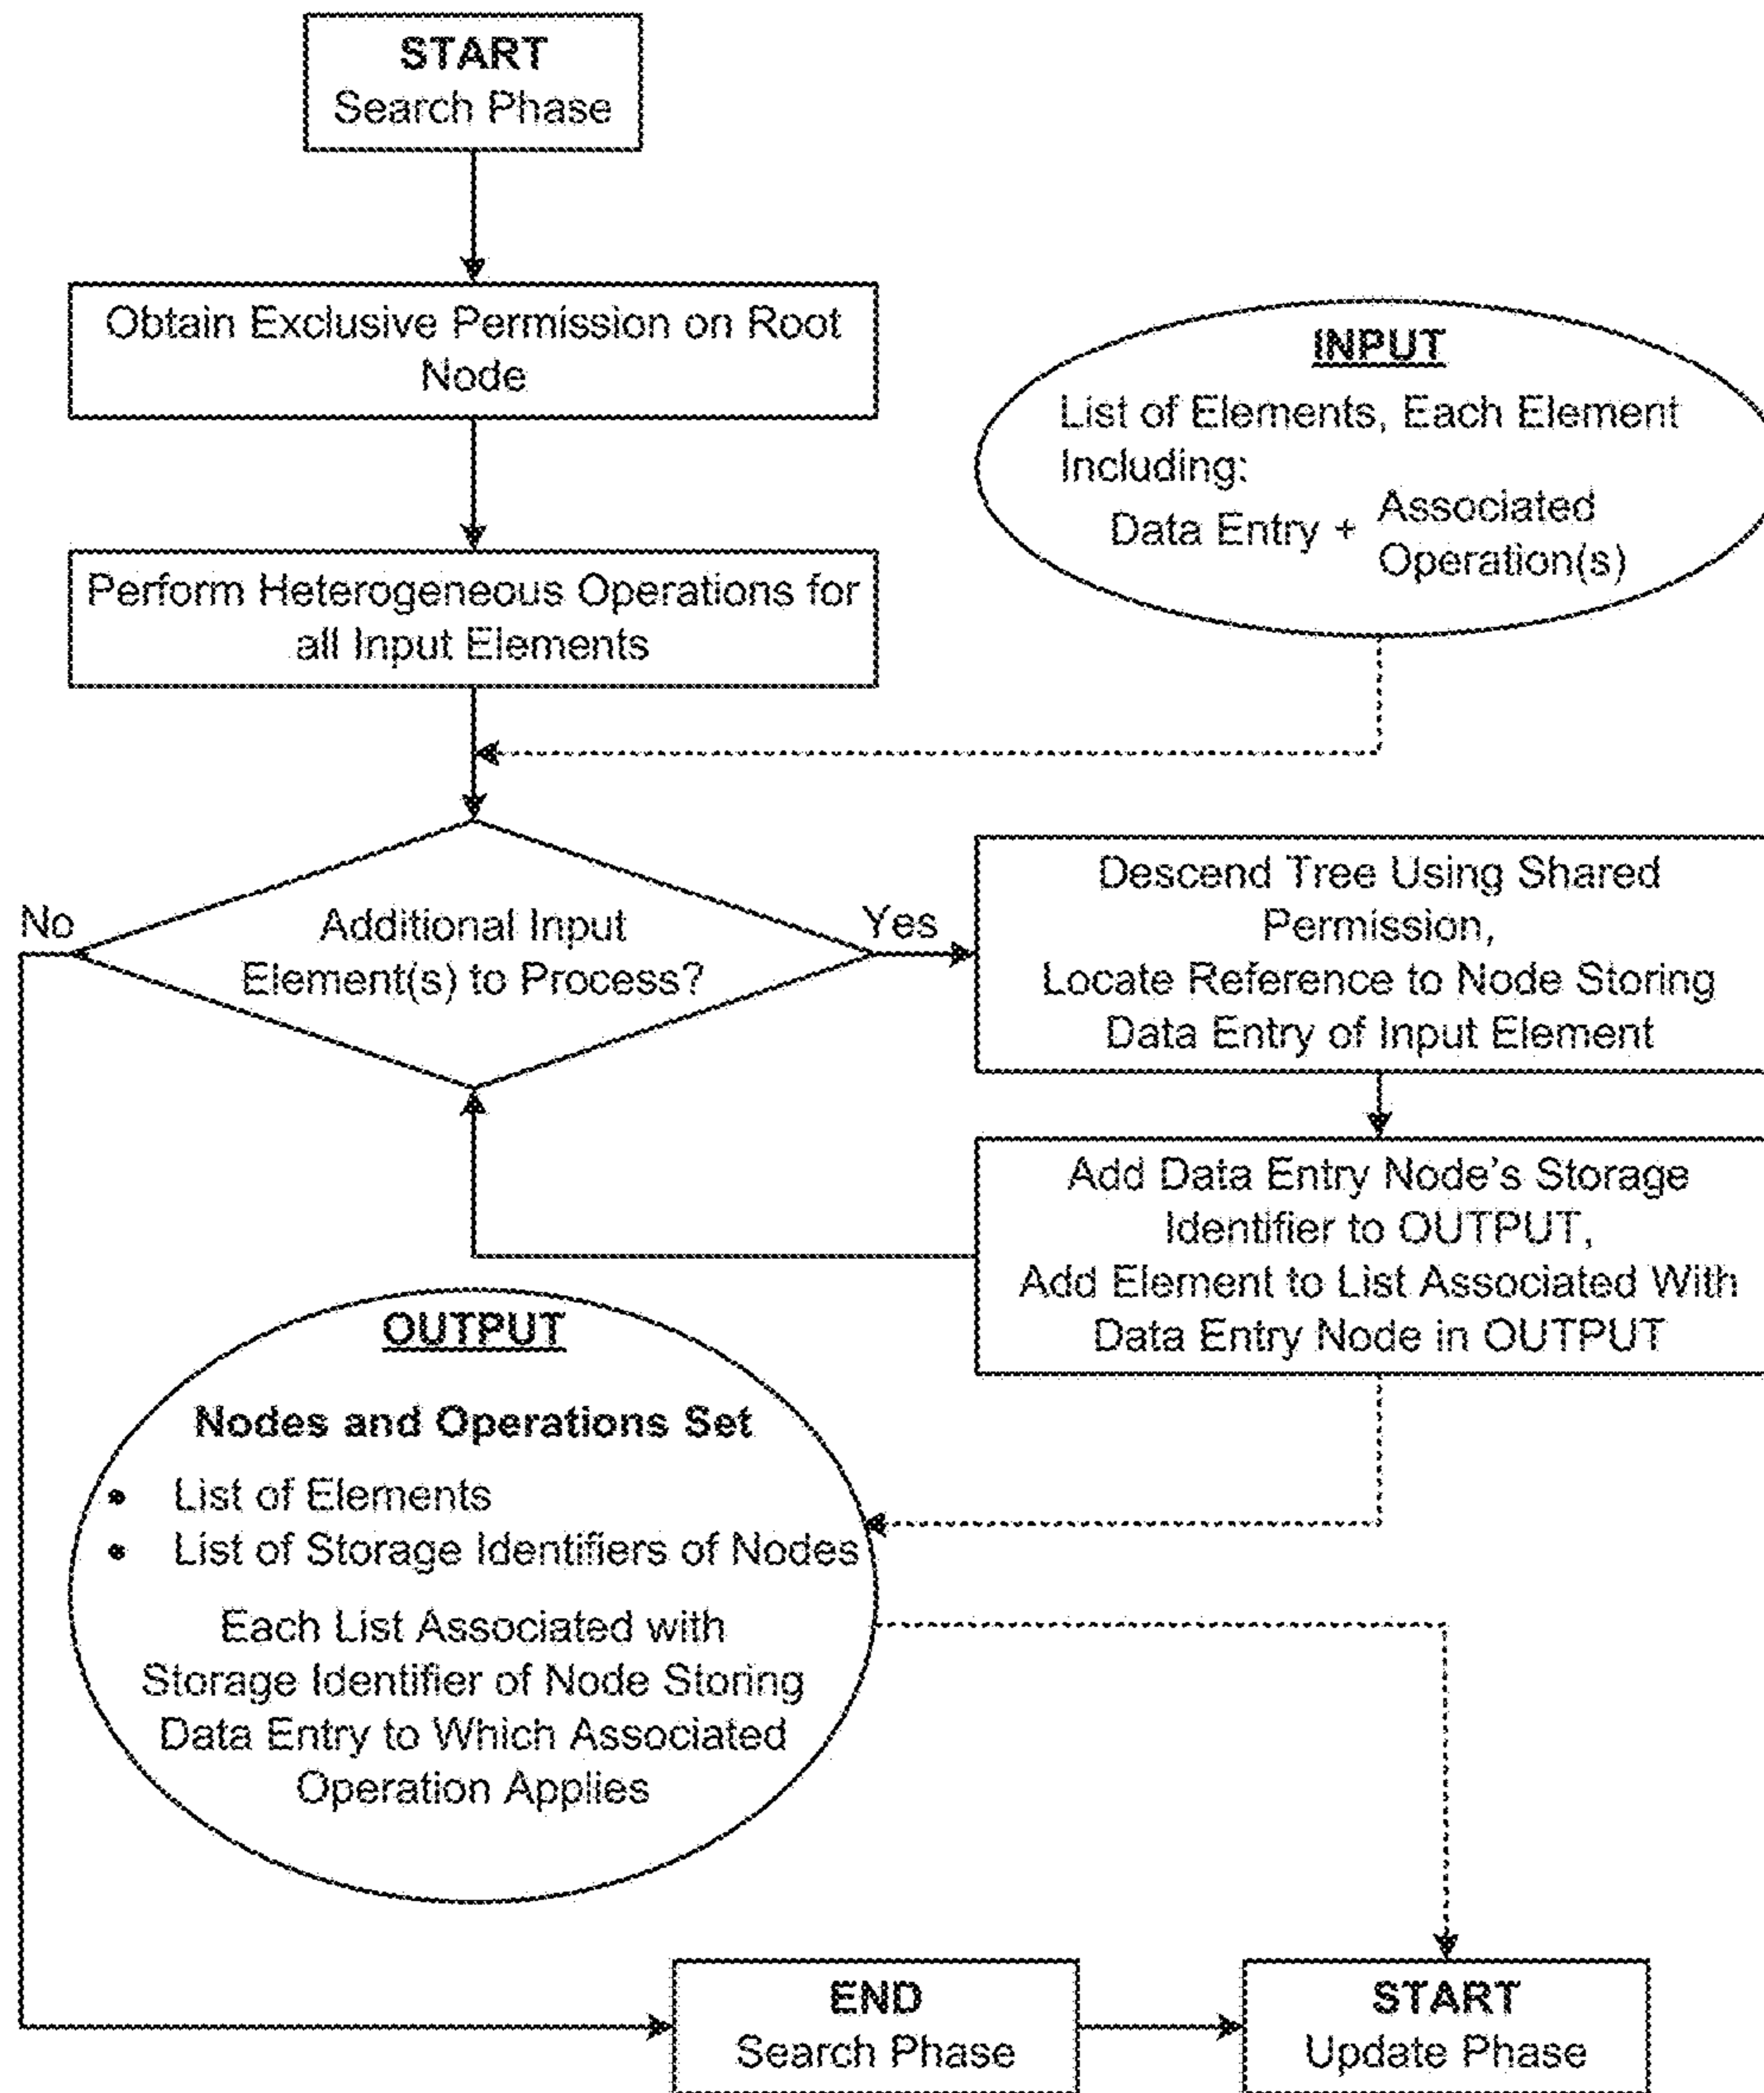 START
Search Phase
Obtain Exclusive Permission on Root
Node
INPUT
List of Elements, Each Element
Including:
Data Entry + Associated
Operation(s)
Perform Heterogeneous Operations for
all Input Elements
No
Additional Input
Element(s) to Process?
Yes
Descend Tree Using Shared
Permission,
Locate Reference to Node Storing
Data Entry of Input Element
Add Data Entry Node's Storage
Identifier to OUTPUT,
Add Element to List Associated With
Data Entry Node in OUTPUT
OUTPUT
Nodes and Operations Set
• List of Elements
• List of Storage Identifiers of Nodes
Each List Associated with
Storage Identifier of Node Storing
Data Entry to Which Associated
Operation Applies
END
Search Phase
START
Update Phase